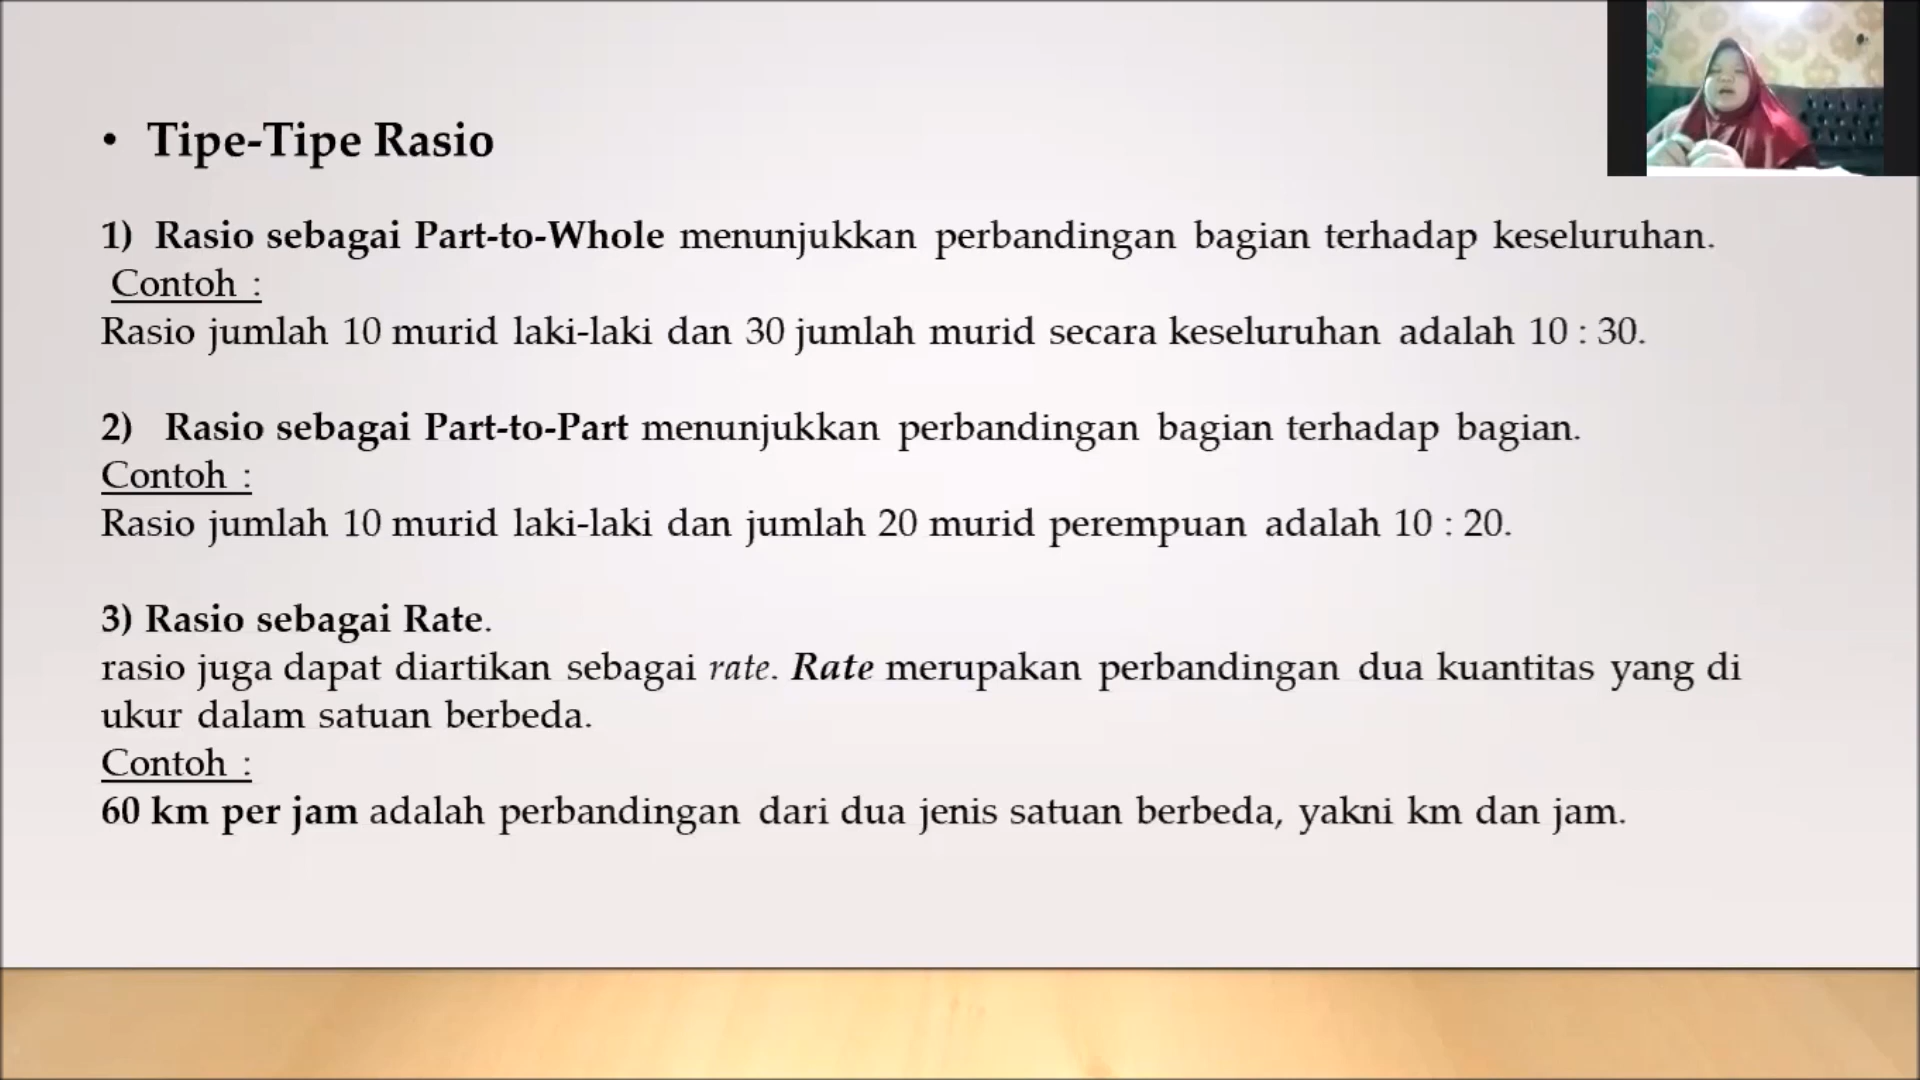 • Tipe-Tipe Rasio
1) Rasio sebagai Part-to-Whole menunjukkan perbandingan bagian terhadap keseluruhan.
Contoh :
Rasio jumlah 10 murid laki-laki dan 30 jumlah murid secara keseluruhan adalah 10 : 30.
2) Rasio sebagai Part-to-Part menunjukkan perbandingan bagian terhadap bagian.
Contoh :
Rasio jumlah 10 murid laki-laki dan jumlah 20 murid perempuan adalah 10 : 20.
3) Rasio sebagai Rate.
rasio juga dapat diartikan sebagai rate. Rate merupakan perbandingan dua kuantitas yang di
ukur dalam satuan berbeda.
Contoh :
60 km per jam adalah perbandingan dari dua jenis satuan berbeda, yakni km dan jam.